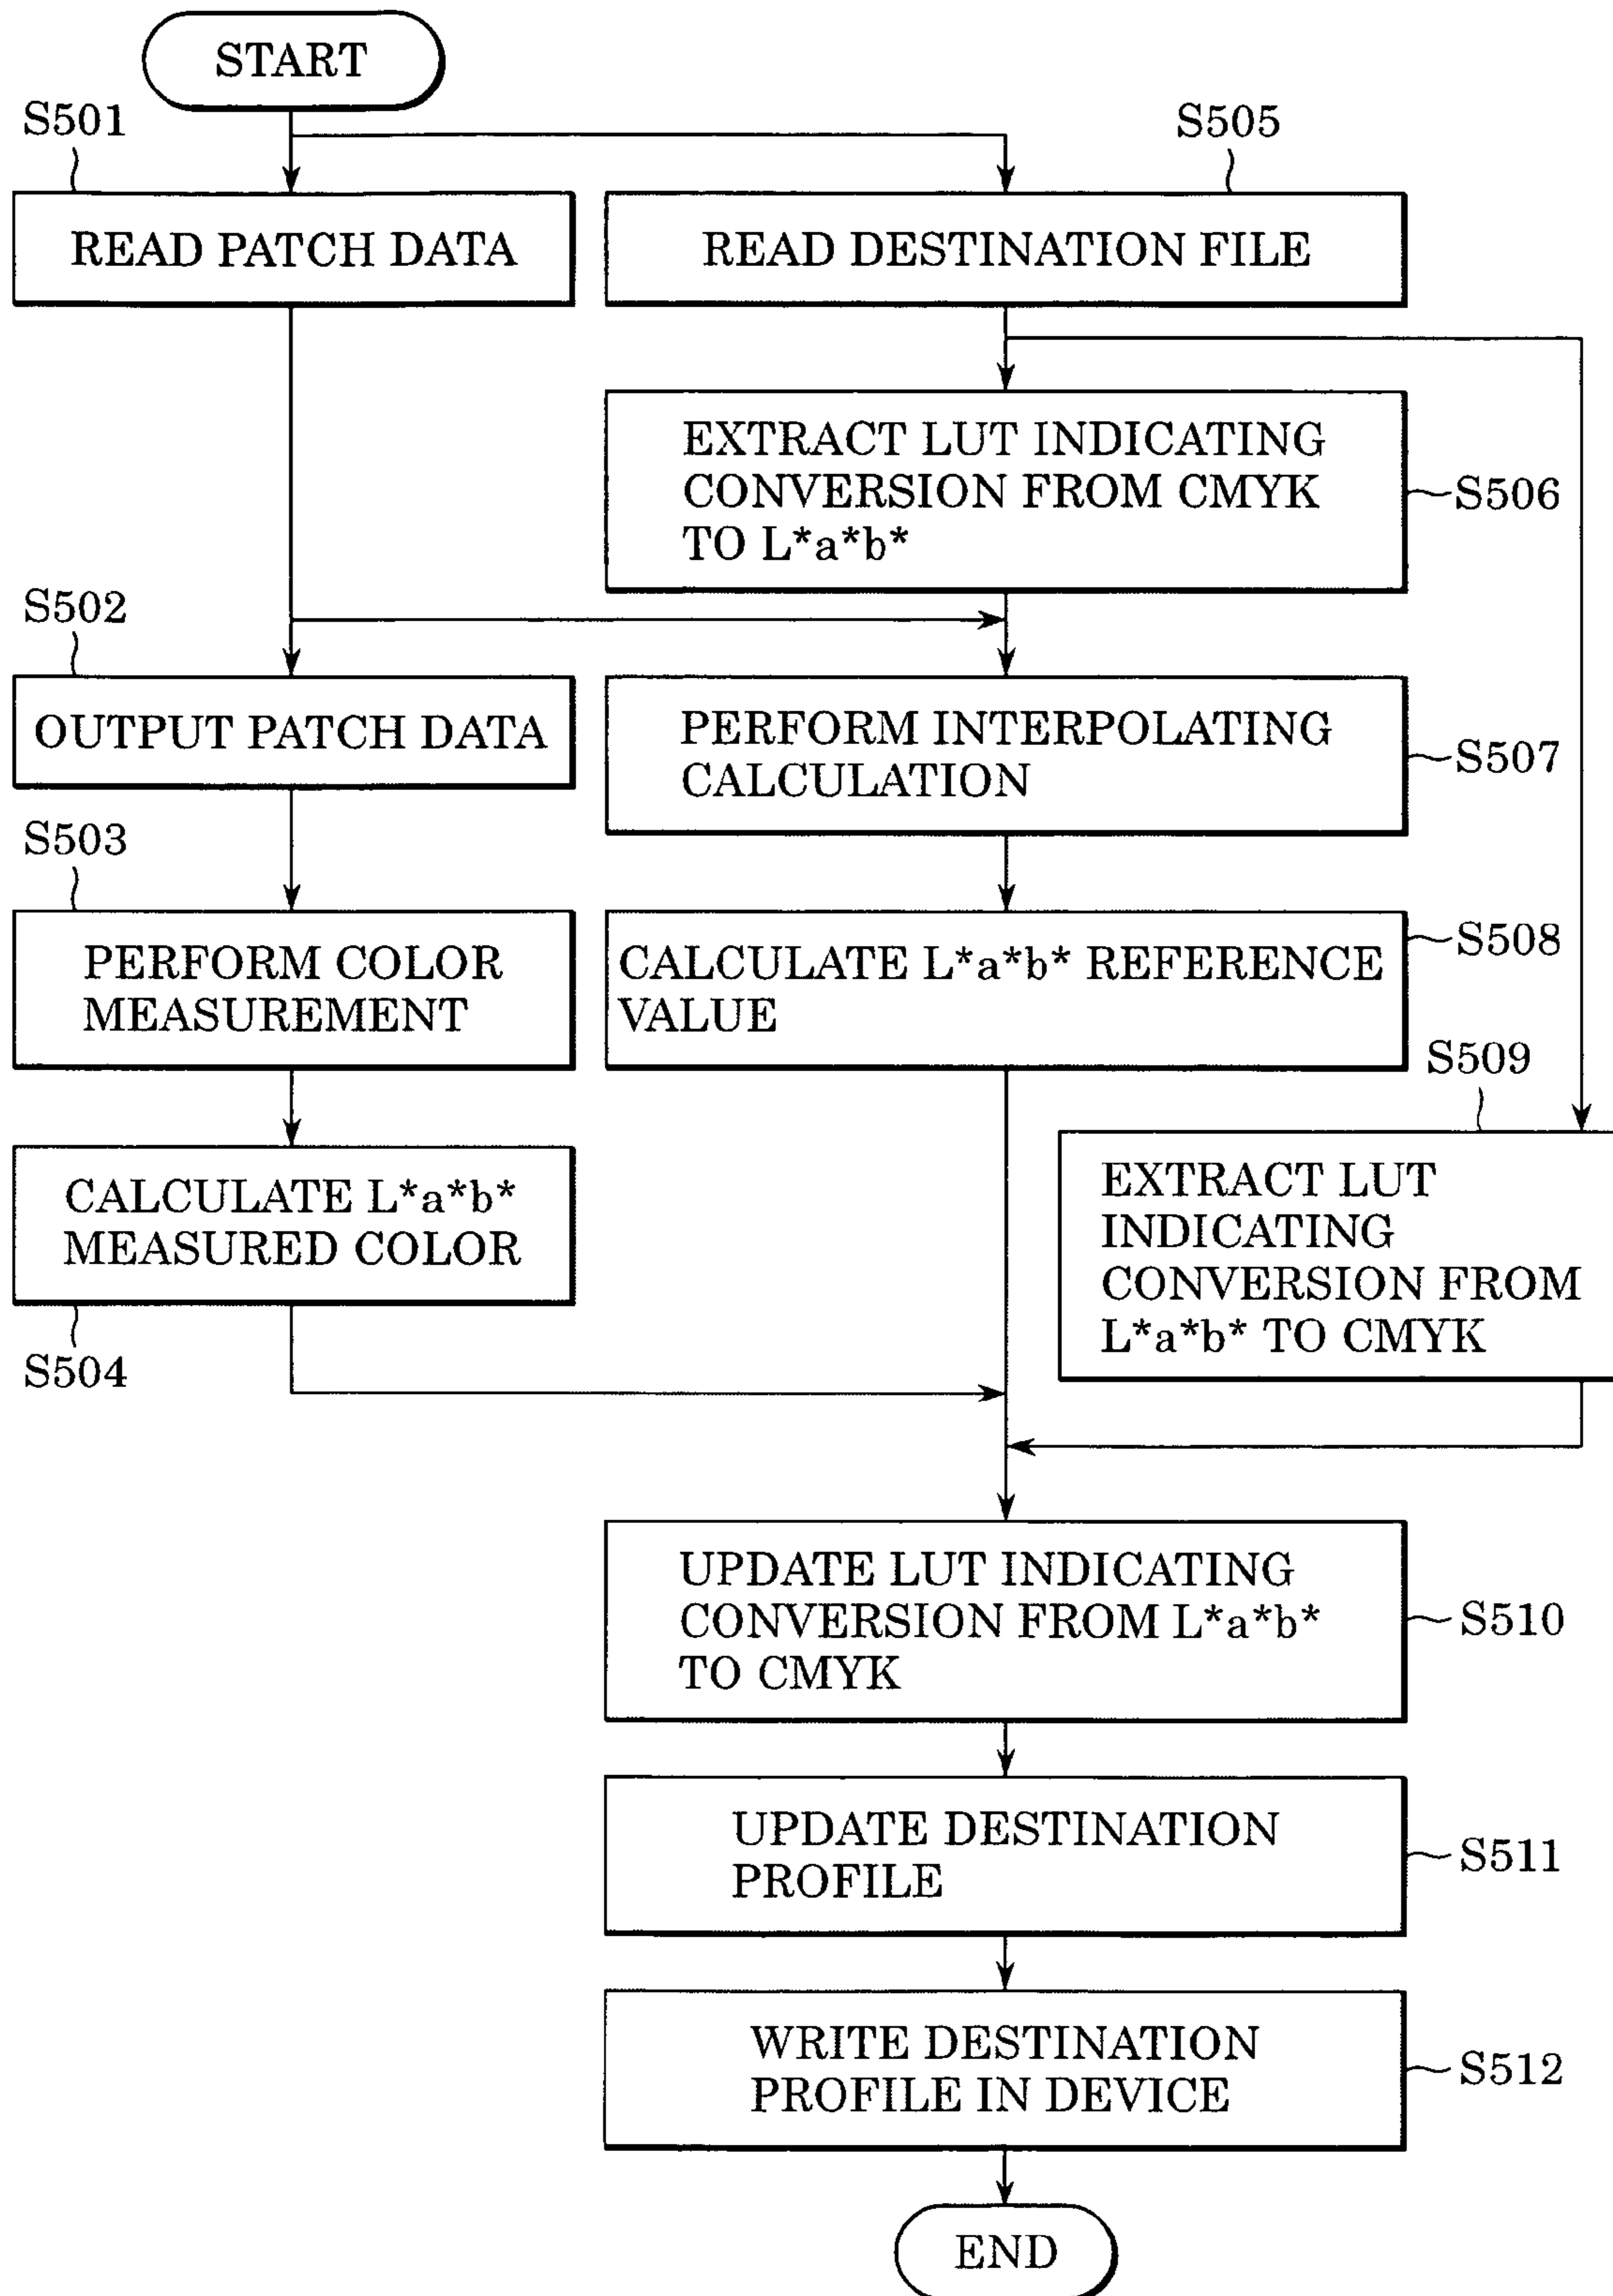 START
S501
S505
READ PATCH DATA
READ DESTINATION FILE
EXTRACT LUT INDICATING
CONVERSION FROM CMYK
TO L*a*b*
S506
S502
OUTPUT PATCH DATA
PERFORM INTERPOLATING
CALCULATION
S507
S503
PERFORM COLOR
MEASUREMENT
CALCULATE L*a*b* REFERENCE
VALUE
S508
S509
CALCULATE L*a*b*
MEASURED COLOR
S504
EXTRACT LUT
INDICATING
CONVERSION FROM
L*a*b* TO CMYK
UPDATE LUT INDICATING
CONVERSION FROM L*a*b*
TO CMYK
S510
UPDATE DESTINATION
PROFILE
S511
WRITE DESTINATION
PROFILE IN DEVICE
S512
END